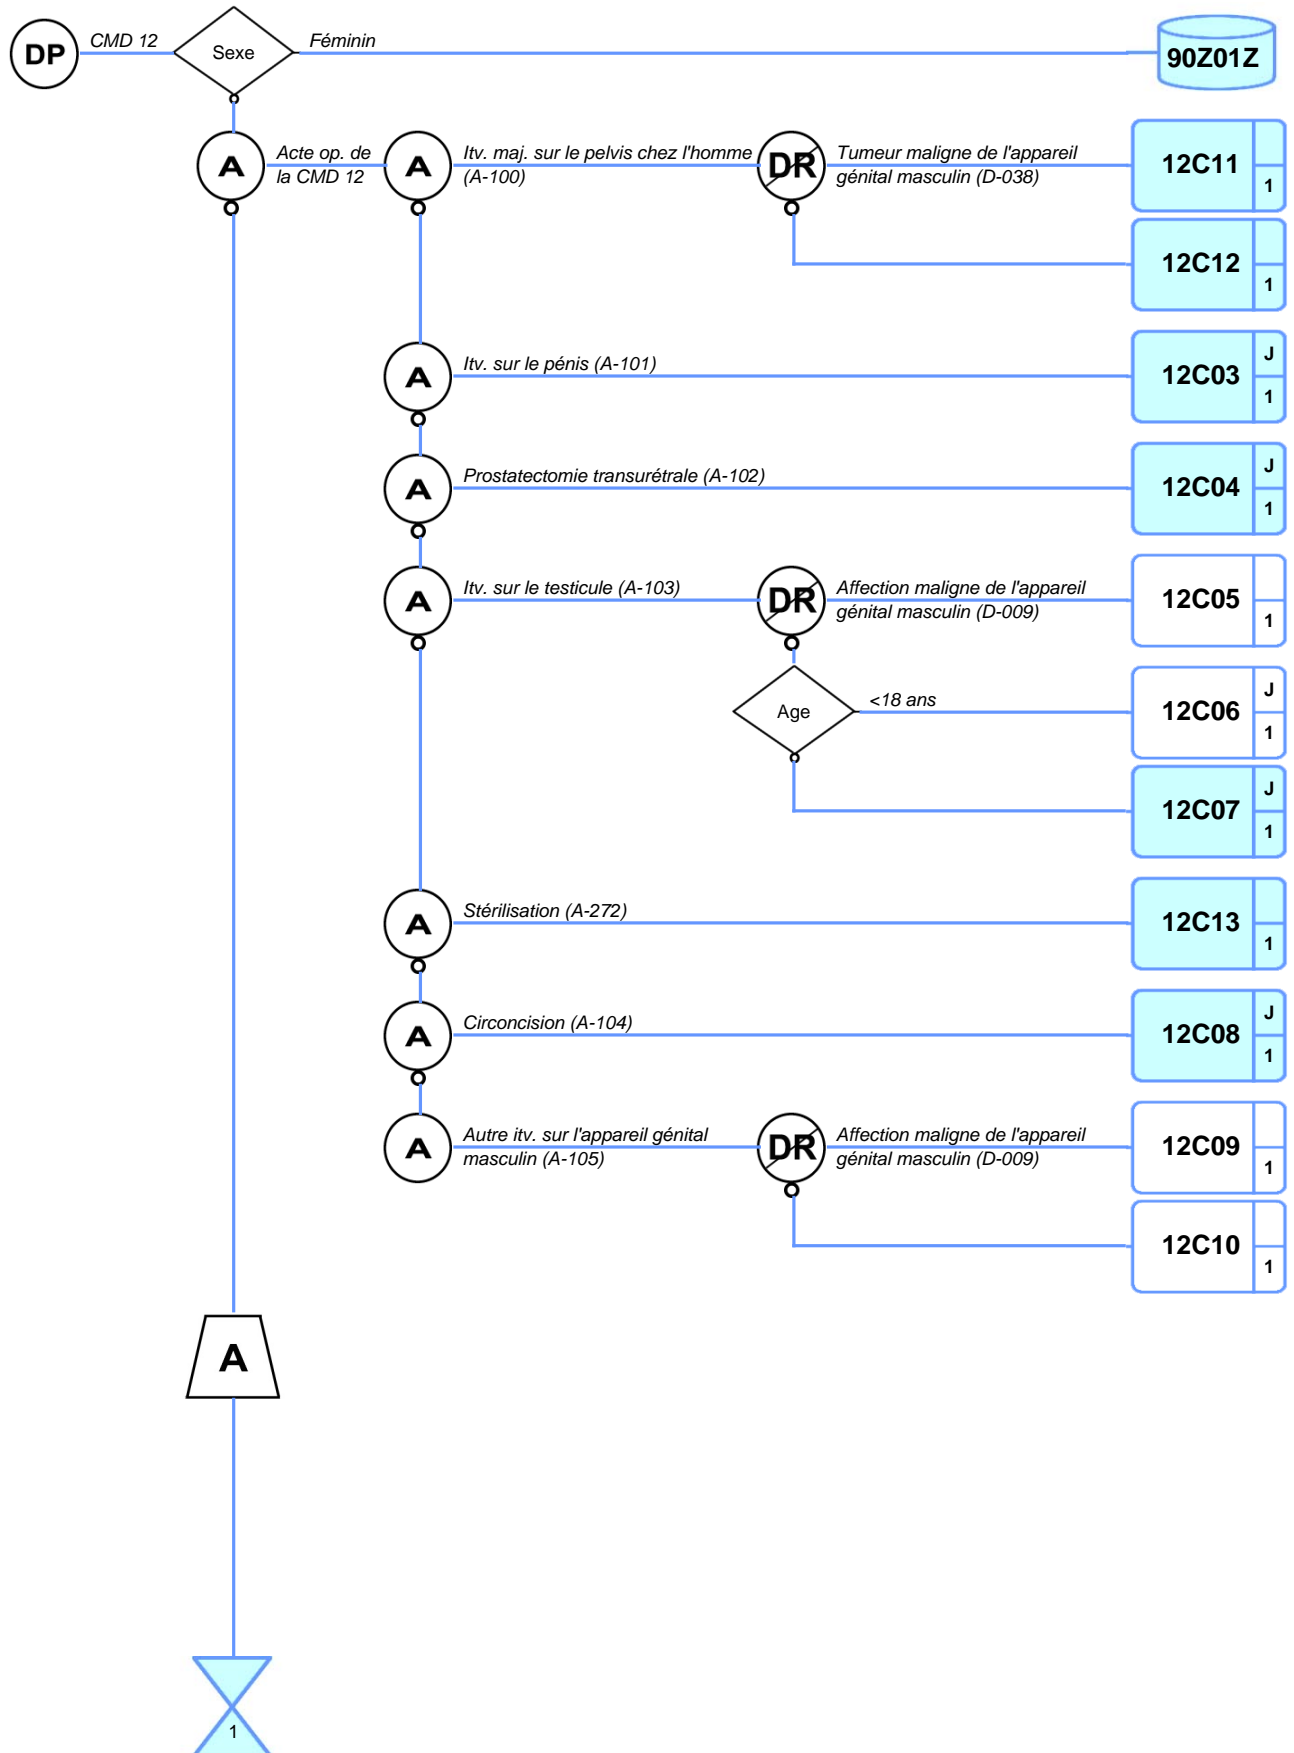 DP
CMD 12
Sexe
Féminin
90Z01Z
A
Acte op. de
la CMD 12
A
Itv. maj. sur le pelvis chez l'homme
(A-100)
DR
Tumeur maligne de l'appareil
génital masculin (D-038)
12C11
1
12C12
1
A
Itv. sur le pénis (A-101)
12C03
J
1
A
Prostatectomie transurétrale (A-102)
12C04
J
1
A
Itv. sur le testicule (A-103)
DR
Affection maligne de l'appareil
génital masculin (D-009)
12C05
1
Age
<18 ans
12C06
J
1
12C07
J
1
A
Stérilisation (A-272)
12C13
1
A
Circoncision (A-104)
12C08
J
1
A
Autre itv. sur l'appareil génital
masculin (A-105)
DR
Affection maligne de l'appareil
génital masculin (D-009)
12C09
1
12C10
1
A
1